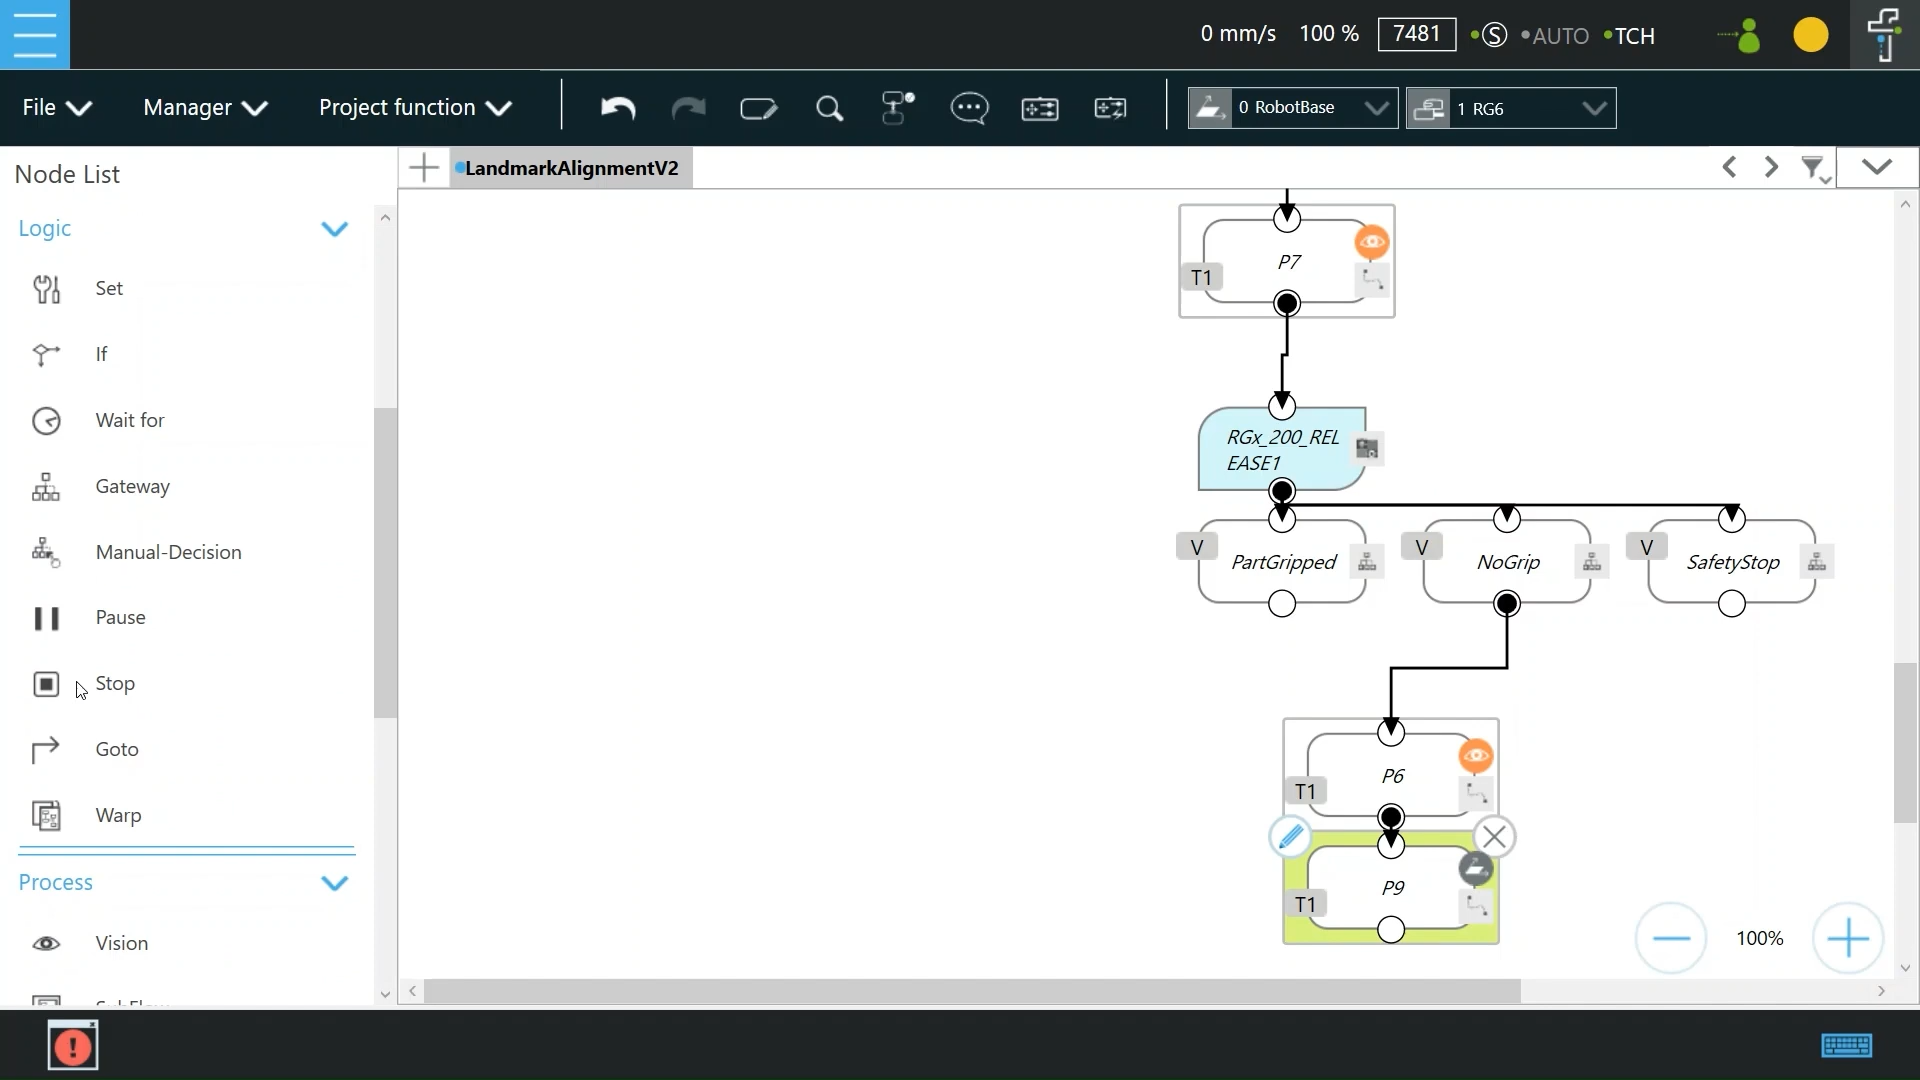 0 mm/s 100 % 7481 S AUTO TCH
File Manager Project function 0 RobotBase 1 RG6
Node List
LandmarkAlignmentV2
Logic
Set
If
Wait for
Gateway
Manual-Decision
Pause
Stop
Goto
Warp
Process
Vision
P7
T1
RGx_200_REL
EASE1
V PartGripped
V NoGrip
V SafetyStop
P6
T1
P9
T1
100%